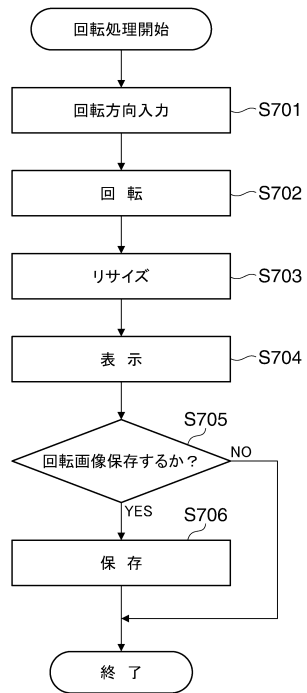 回転処理開始
回転方向入力
S701
回 転
S702
リサイズ
S703
表 示
S704
S705
回転画像保存するか？
NO
YES
S706
保 存
終 了